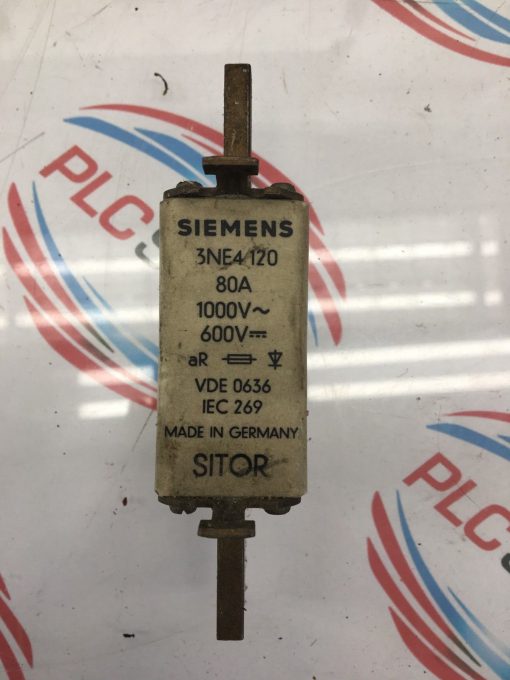 SIEMENS
3NE4 120
80A
1000V~
600V⎓
aR
VDE 0636
IEC 269
MADE IN GERMANY
SITOR
PLC
PLC